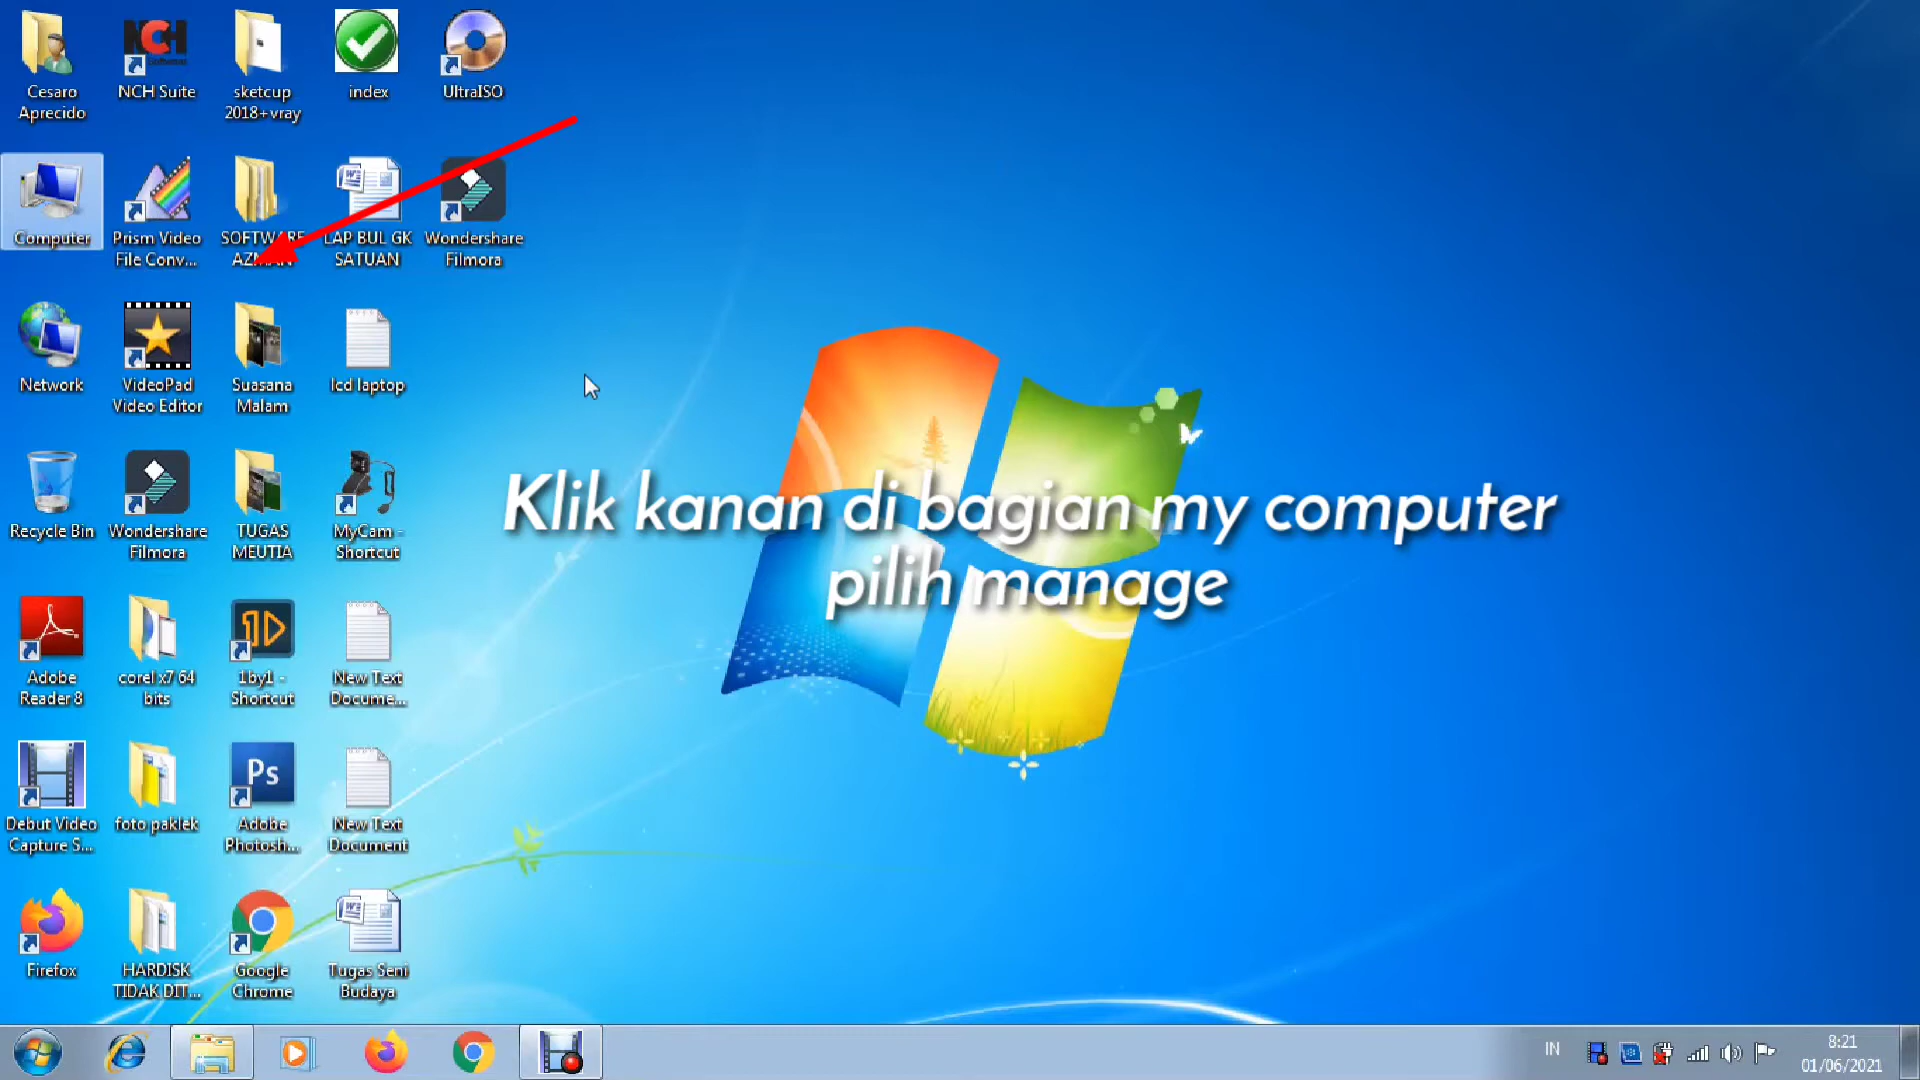 Cesaro
Aprecido
NCH Suite
sketcup
2018+vray
index
UltraISO
Computer
Prism Video
File Conv...
SOFTWARE
AZMAN
LAP BUL GK
SATUAN
Wondershare
Filmora
Network
VideoPad
Video Editor
Suasana
Malam
lcd laptop
Klik kanan di bagian my computer
pilih manage
Recycle Bin
Wondershare
Filmora
TUGAS
MEUTIA
MyCam -
Shortcut
Adobe
Reader 8
corel x7 64
bits
1by1 -
Shortcut
New Text
Docume...
Ps
Debut Video
Capture S...
foto paklek
Adobe
Photosh...
New Text
Document
Firefox
HARDISK
TIDAK DIT...
Google
Chrome
Tugas Seni
Budaya
IN
8:21
01/06/2021